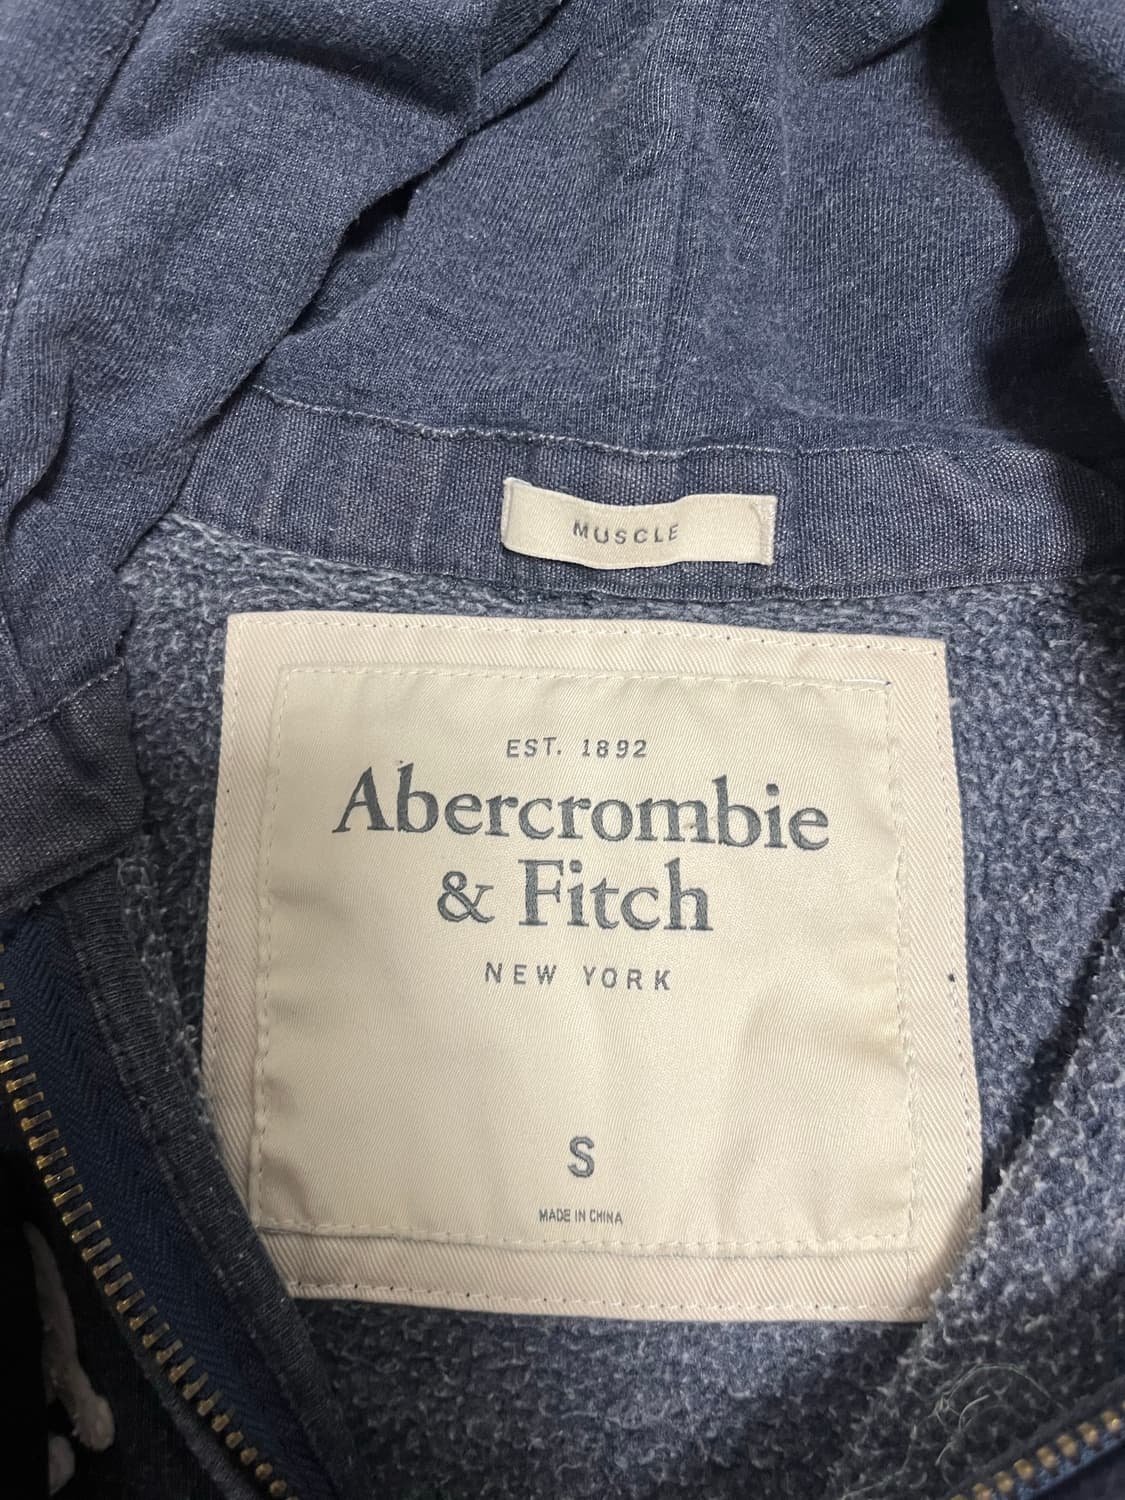 MUSCLE
EST. 1892
Abercrombie
& Fitch
NEW YORK
S
MADE IN CHINA